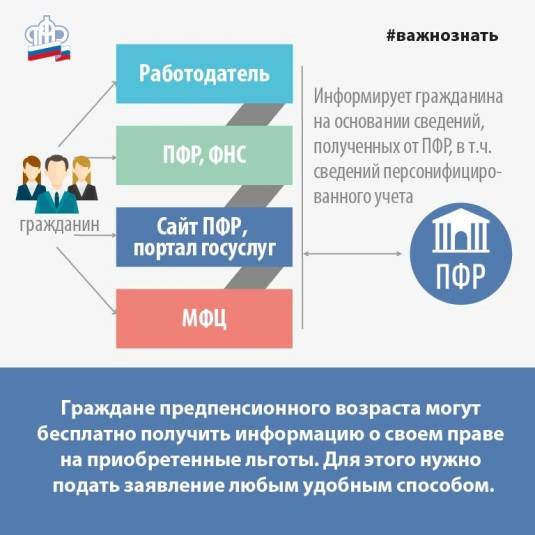 #важнознать
Работодатель
ПФР, ФНС
Сайт ПФР,
портал госуслуг
МФЦ
гражданин
Информирует гражданина
на основании сведений,
полученных от ПФР, в т.ч.
сведений персонифициро-
ванного учета
ПФР
Граждане предпенсионного возраста могут
бесплатно получить информацию о своем праве
на приобретенные льготы. Для этого нужно
подать заявление любым удобным способом.